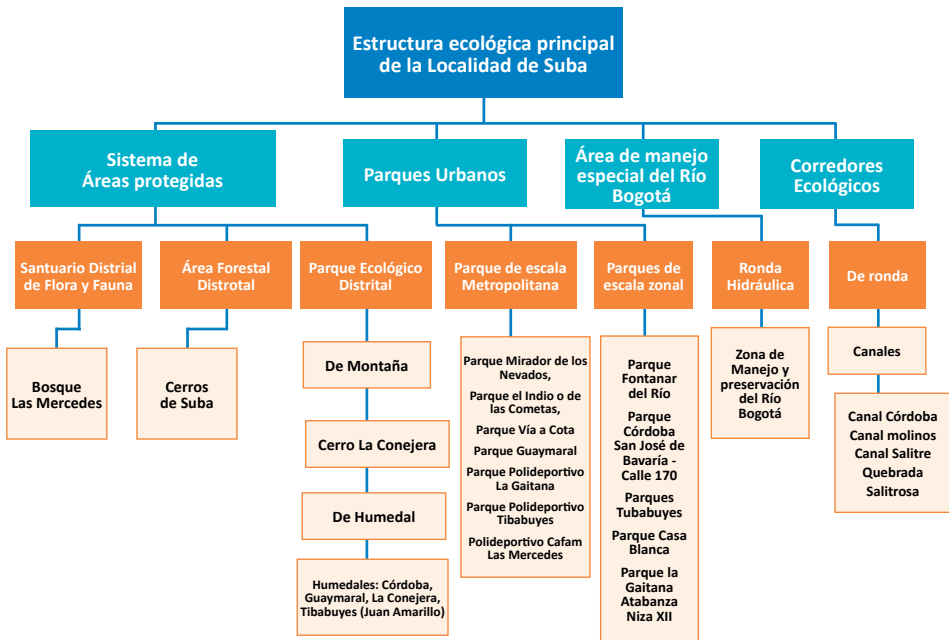 Estructura ecológica principal
de la Localidad de Suba
Sistema de
Áreas protegidas
Parques Urbanos
Área de manejo
especial del Río
Bogotá
Corredores
Ecológicos
Santuario Distrial
de Flora y Fauna
Área Forestal
Distrotal
Parque Ecológico
Distrital
Parque de escala
Metropolitana
Parques de
escala zonal
Ronda
Hidráulica
De ronda
Bosque
Las Mercedes
Cerros
de Suba
De Montaña
Cerro La Conejera
De Humedal
Humedales: Córdoba,
Guaymaral, La Conejera,
Tibabuyes (Juan Amarillo)
Parque Mirador de los
Nevados,
Parque el Indio o de
las Cometas,
Parque Vía a Cota
Parque Guaymaral
Parque Polideportivo
La Gaitana
Parque Polideportivo
Tibabuyes
Polideportivo Cafam
Las Mercedes
Parque
Fontanar
del Río
Parque
Córdoba
San José de
Bavaría -
Calle 170
Parques
Tubabuyes
Parque Casa
Blanca
Parque la
Gaitana
Atabanza
Niza XII
Zona de
Manejo y
preservación
del Río
Bogotá
Canales
Canal Córdoba
Canal molinos
Canal Salitre
Quebrada
Salitrosa